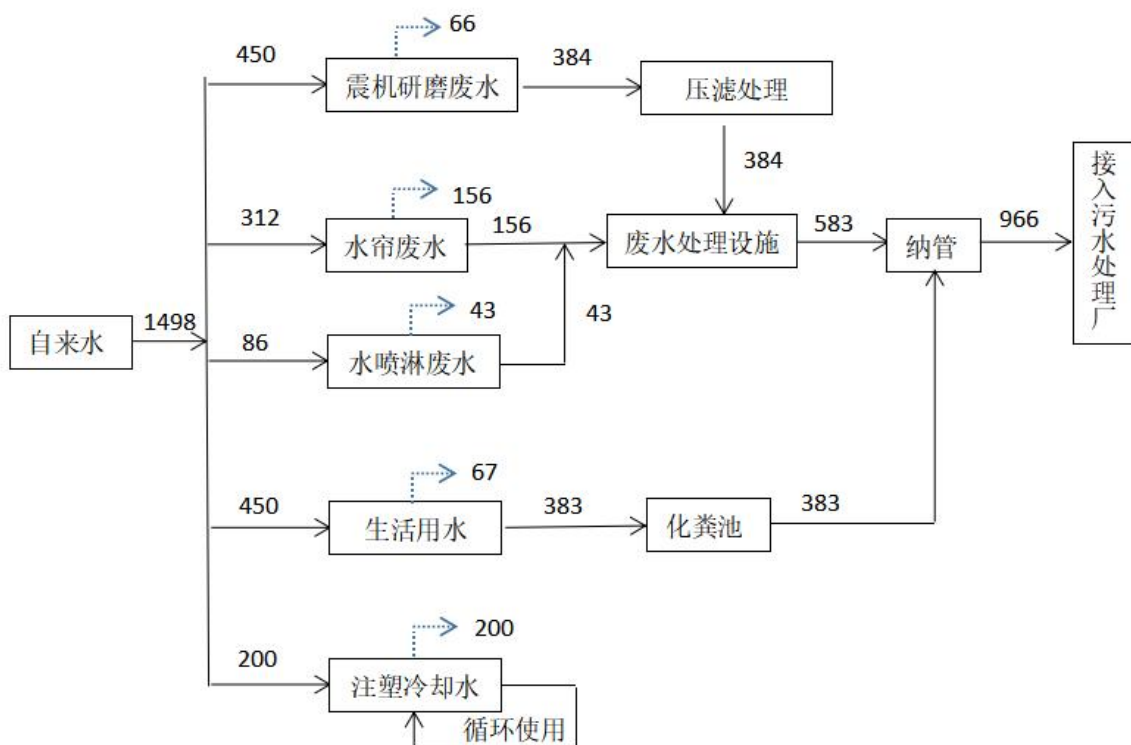 66
450
384
震机研磨废水
压滤处理
384
156
312
156
水帘废水
废水处理设施
583
纳管
966
接入污水处理厂
43
43
自来水
1498
86
水喷淋废水
67
450
383
383
生活用水
化粪池
200
200
注塑冷却水
循环使用